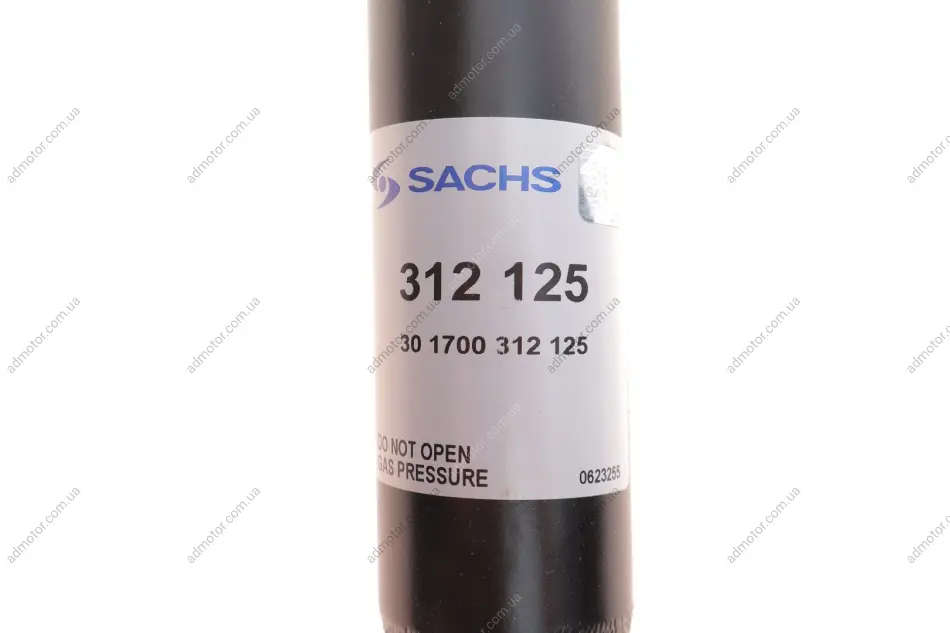 SACHS
312 125
30 1700 312 125
DO NOT OPEN
GAS PRESSURE
0623255
admotor.com.ua